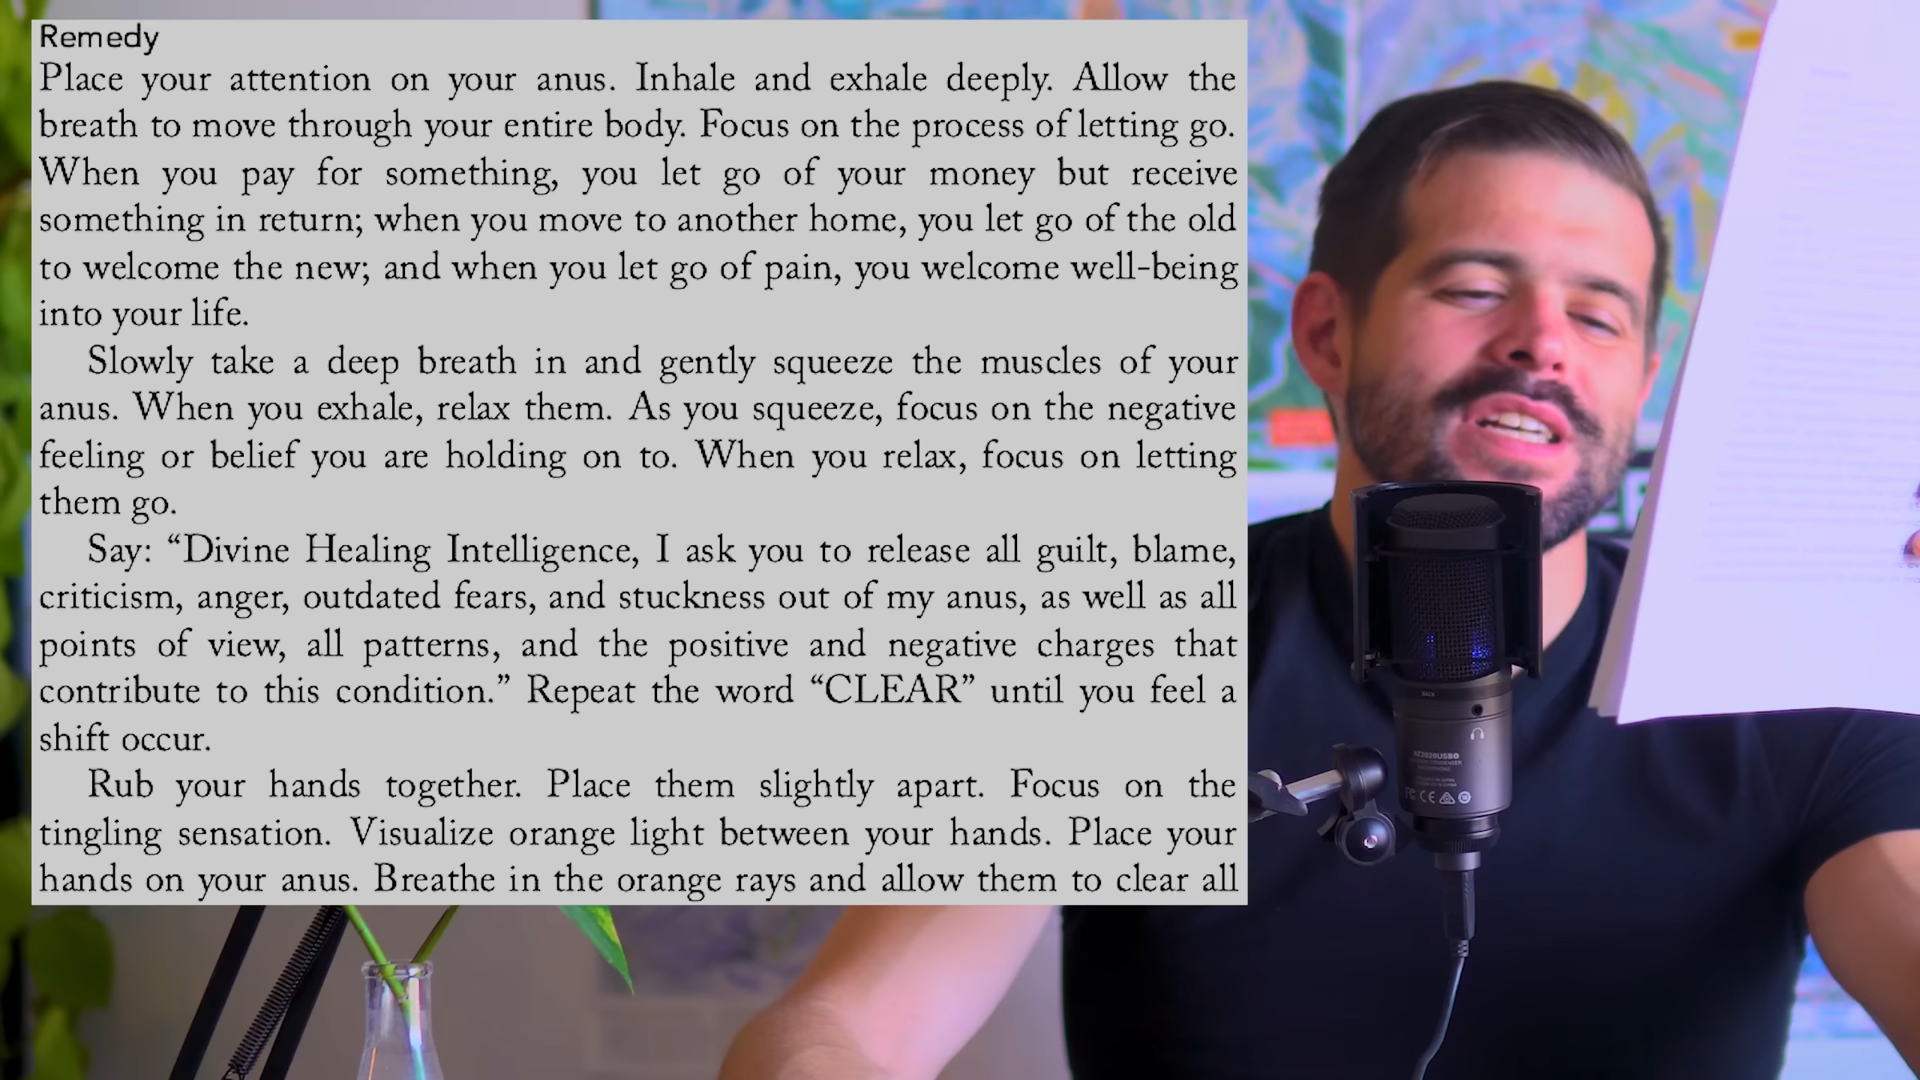 Remedy
Place your attention on your anus. Inhale and exhale deeply. Allow the
breath to move through your entire body. Focus on the process of letting go.
When you pay for something, you let go of your money but receive
something in return; when you move to another home, you let go of the old
to welcome the new; and when you let go of pain, you welcome well-being
into your life.
Slowly take a deep breath in and gently squeeze the muscles of your
anus. When you exhale, relax them. As you squeeze, focus on the negative
feeling or belief you are holding on to. When you relax, focus on letting
them go.
Say: “Divine Healing Intelligence, I ask you to release all guilt, blame,
criticism, anger, outdated fears, and stuckness out of my anus, as well as all
points of view, all patterns, and the positive and negative charges that
contribute to this condition.” Repeat the word “CLEAR” until you feel a
shift occur.
Rub your hands together. Place them slightly apart. Focus on the
tingling sensation. Visualize orange light between your hands. Place your
hands on your anus. Breathe in the orange rays and allow them to clear all
BACK
AT2020USBO
FC CE